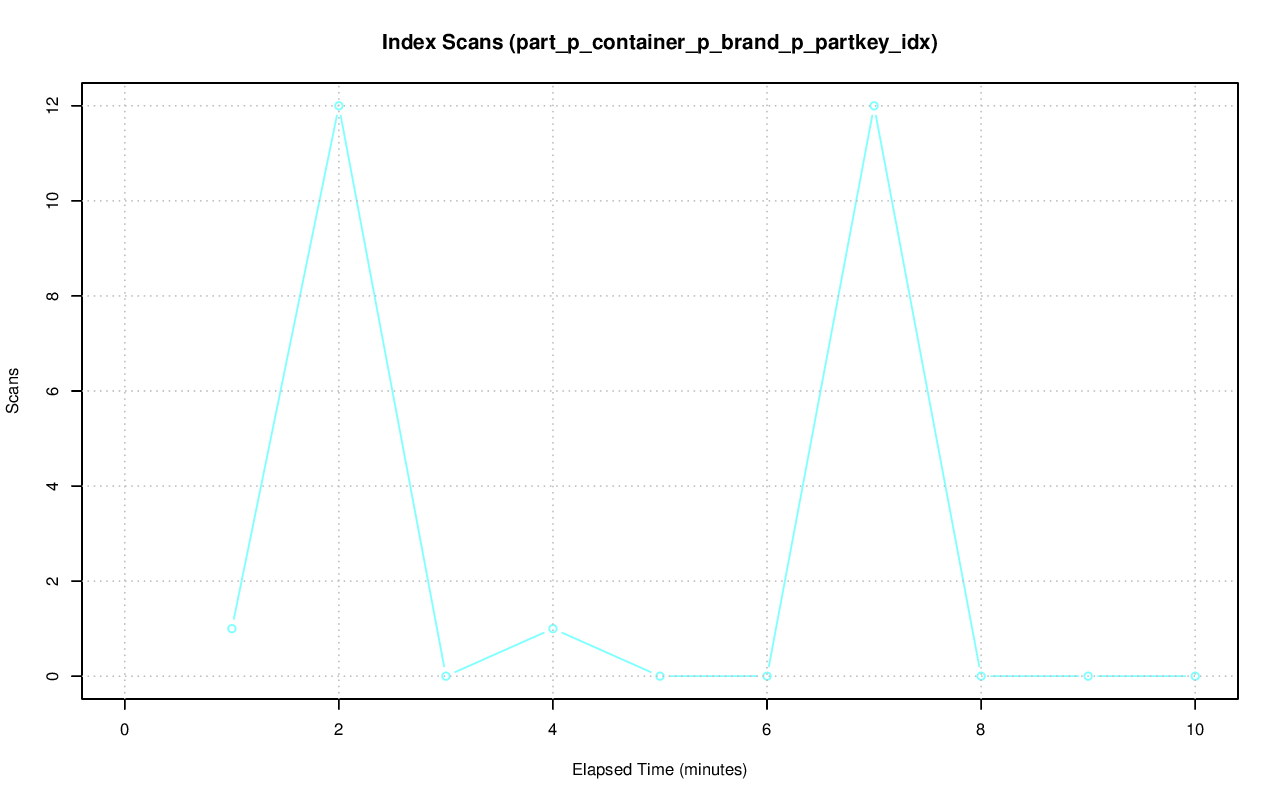 Index Scans (part_p_container_p_brand_p_partkey_idx)
12
10
8
6
4
2
0
Scans
0 2 4 6 8 10
Elapsed Time (minutes)